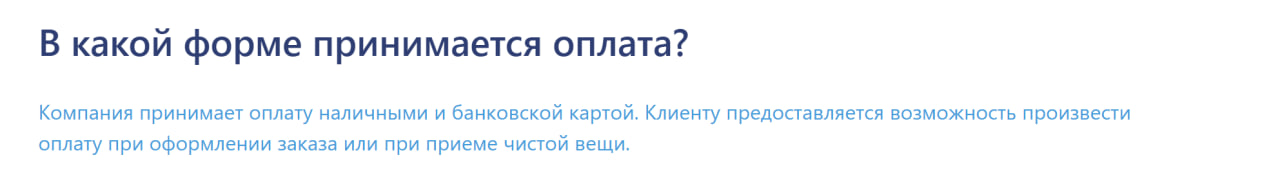 В какой форме принимается оплата?
Компания принимает оплату наличными и банковской картой. Клиенту предоставляется возможность произвести
оплату при оформлении заказа или при приеме чистой вещи.